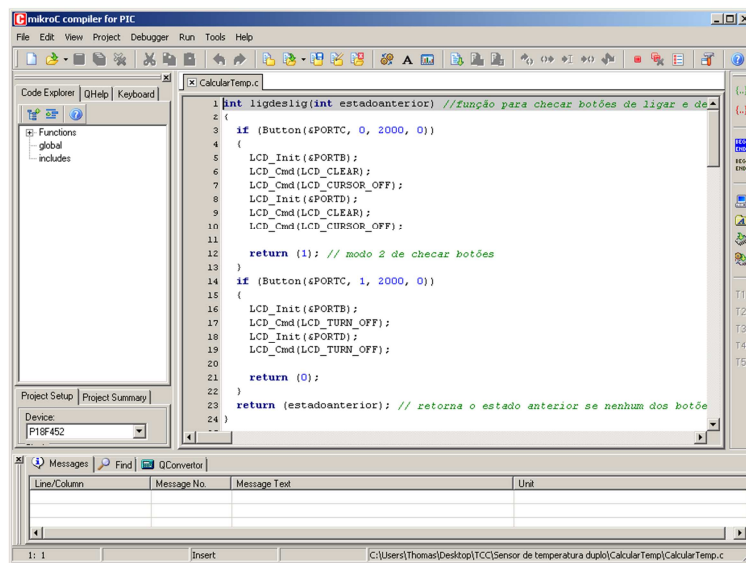 mikroC compiler for PIC
File Edit View Project Debugger Run Tools Help
Code Explorer QHelp Keyboard
Functions
global
includes
Project Setup Project Summary
Device:
P18F452
CalcularTemp.c
1 int ligdeslig(int estadoanterior) //função para checar botões de ligar e de
2 {
3 if (Button(&PORTC, 0, 2000, 0))
4 {
5 LCD_Init(&PORTB);
6 LCD_Cmd(LCD_CLEAR);
7 LCD_Cmd(LCD_CURSOR_OFF);
8 LCD_Init(&PORTD);
9 LCD_Cmd(LCD_CLEAR);
10 LCD_Cmd(LCD_CURSOR_OFF);
11
12 return (1); // modo 2 de checar botões
13 }
14 if (Button(&PORTC, 1, 2000, 0))
15 {
16 LCD_Init(&PORTB);
17 LCD_Cmd(LCD_TURN_OFF);
18 LCD_Init(&PORTD);
19 LCD_Cmd(LCD_TURN_OFF);
20
21 return (0);
22 }
23 return (estadoanterior); // retorna o estado anterior se nenhum dos botõe
24 }
T1
T2
T3
T4
T5
Messages Find QConvertor
Line/Column Message No. Message Text Unit
1: 1 Insert C:\Users\Thomas\Desktop\TCC\Sensor de temperatura duplo\CalcularTemp\CalcularTemp.c